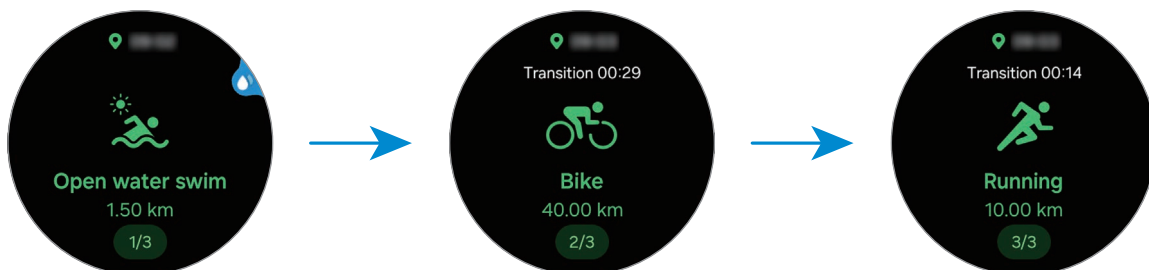 Open water swim
1.50 km
1/3
Transition 00:29
Bike
40.00 km
2/3
Transition 00:14
Running
10.00 km
3/3